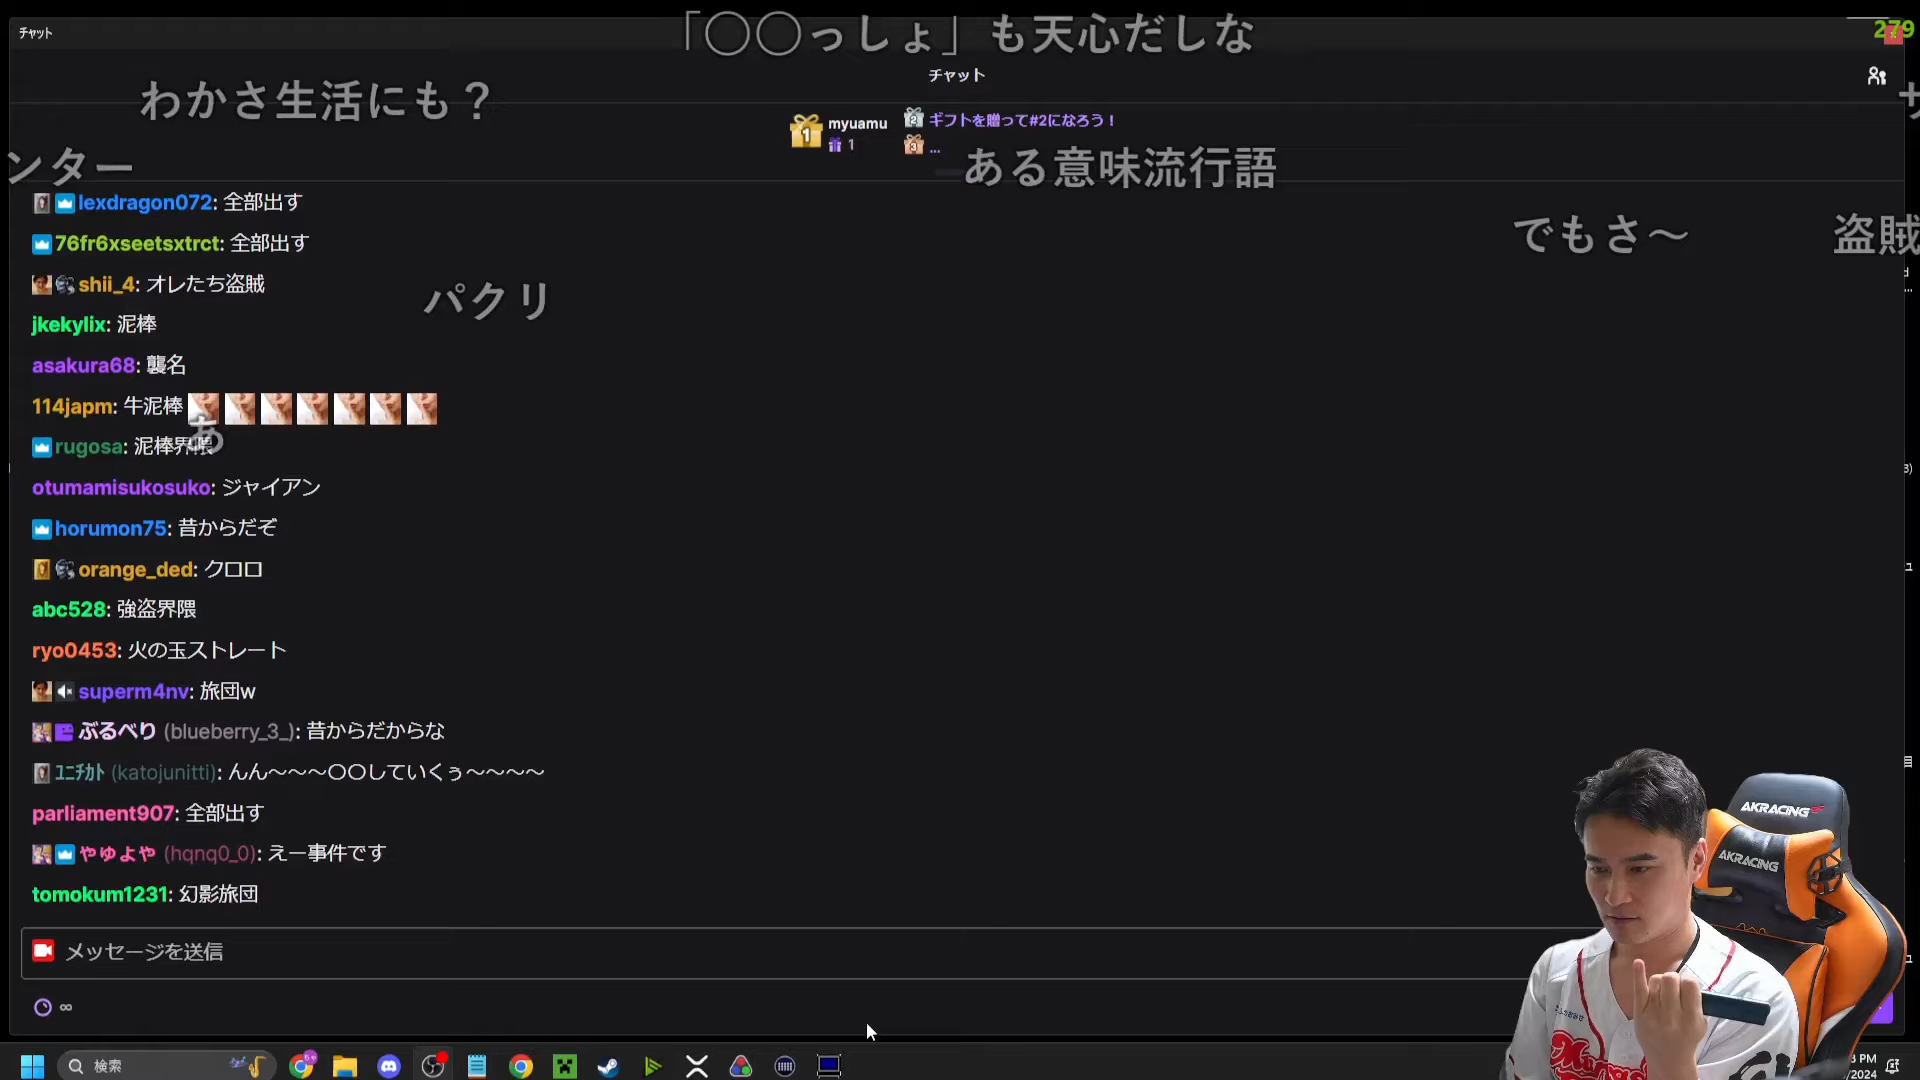 「〇〇っしょ」も天心だしな
279
チャット
チャット
わかさ生活にも？
myuamu
1
ギフトを贈って#2になろう！
...
ンター
ある意味流行語
lexdragon072: 全部出す
76fr6xseetsxtrct: 全部出す
でもさ～
盗賊
shii_4: オレたち盗賊
パクリ
jkekylix: 泥棒
asakura68: 襲名
114japm: 牛泥棒
あ
rugosa: 泥棒界隈
otumamisukosuko: ジャイアン
horumon75: 昔からだぞ
orange_ded: クロロ
abc528: 強盗界隈
ryo0453: 火の玉ストレート
superm4nv: 旅団w
ぶるべり (blueberry_3_): 昔からだからな
ﾕﾆﾁｶﾄ (katojunitti): んん～～～〇〇していくぅ～～～～
parliament907: 全部出す
やゆよや (hqnq0_0): えー事件です
tomokum1231: 幻影旅団
メッセージを送信
∞
AKRACING
AKRACING
検索
3 PM
/2024